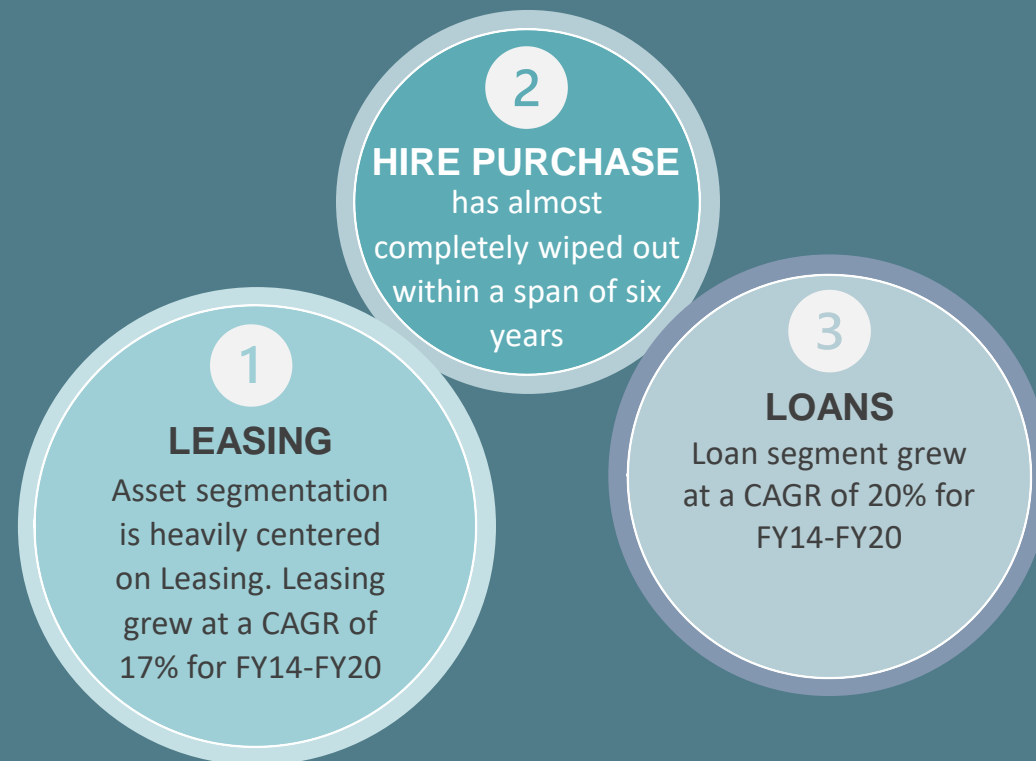 1
LEASING
Asset segmentation
is heavily centered
on Leasing. Leasing
grew at a CAGR of
17% for FY14-FY20
2
HIRE PURCHASE
has almost
completely wiped out
within a span of six
years
3
LOANS
Loan segment grew
at a CAGR of 20% for
FY14-FY20